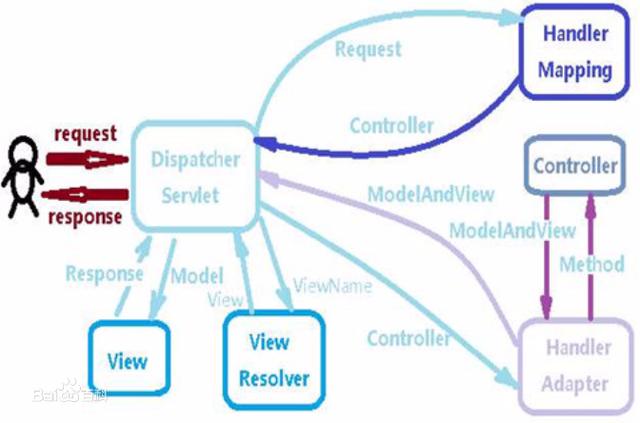 Request
Handler
Mapping
request
Controller
Dispatcher
Servlet
Controller
response
ModelAndView
ModelAndView
Response
Model
View
ViewName
Method
Controller
View
View
Resolver
Handler
Adapter
Bai百科